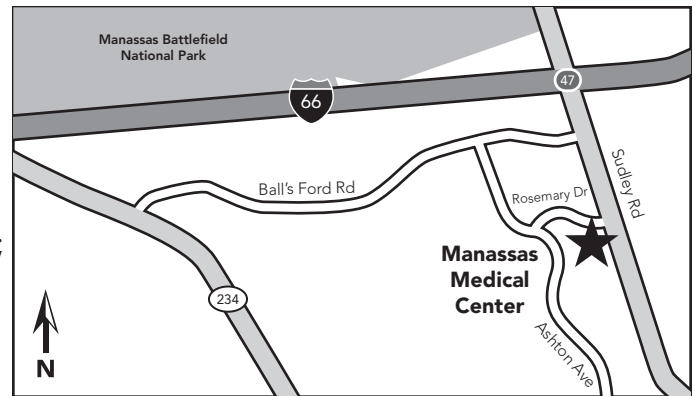 Manassas Battlefield
National Park
47
66
Sudley Rd
Ball's Ford Rd
Rosemary Dr
Manassas
Medical
Center
234
Ashton Ave
N